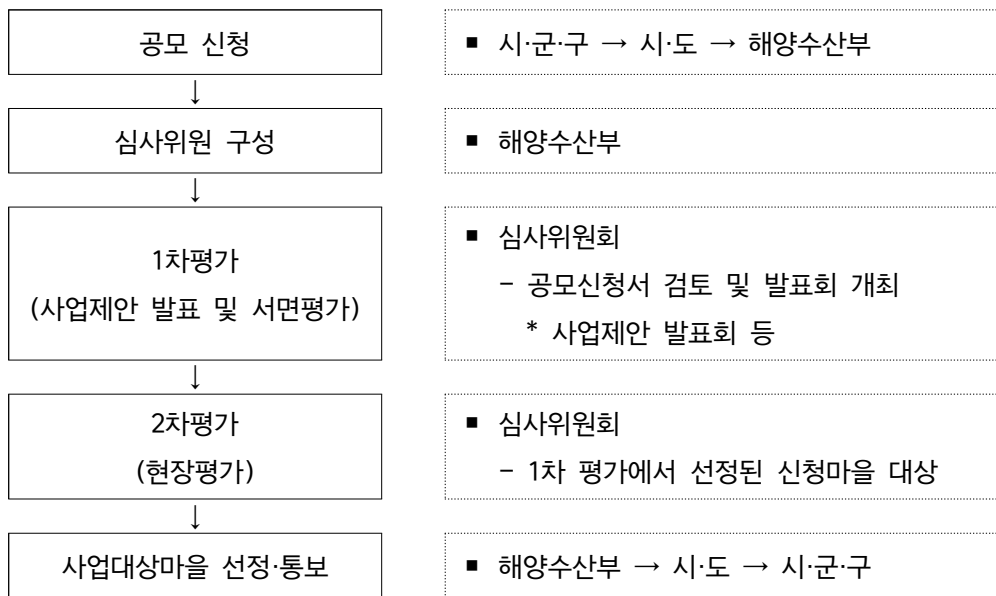 공모 신청
■ 시·군·구 → 시·도 → 해양수산부
↓
심사위원 구성
■ 해양수산부
↓
1차평가
(사업제안 발표 및 서면평가)
■ 심사위원회
- 공모신청서 검토 및 발표회 개최
* 사업제안 발표회 등
↓
2차평가
(현장평가)
■ 심사위원회
- 1차 평가에서 선정된 신청마을 대상
↓
사업대상마을 선정·통보
■ 해양수산부 → 시·도 → 시·군·구